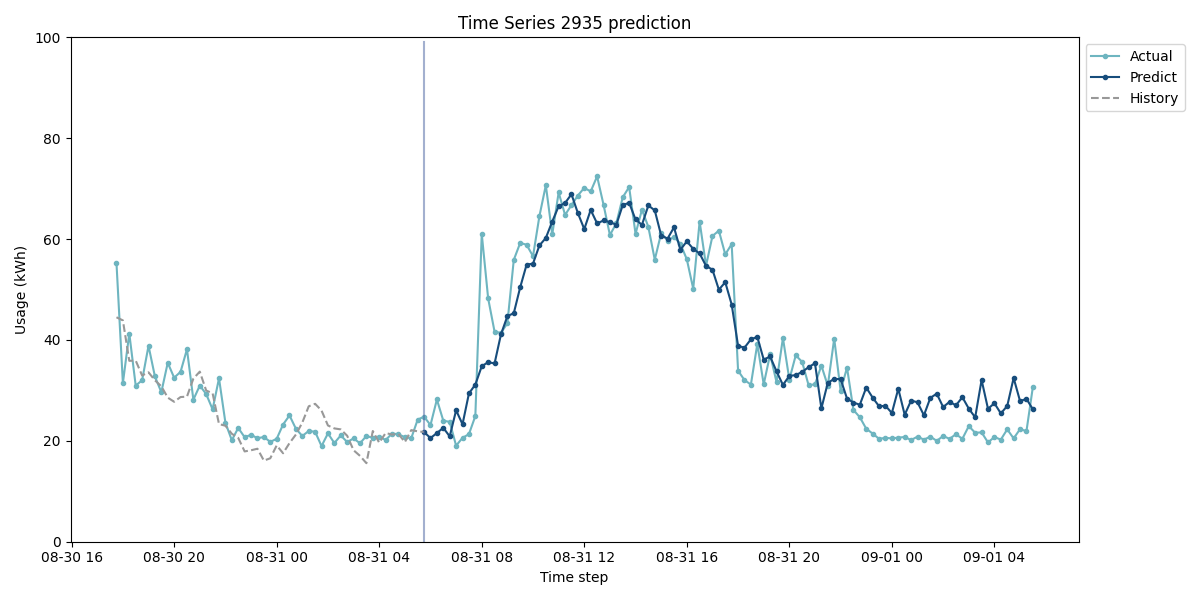 Time Series 2935 prediction
100
80
60
40
20
0
Usage (kWh)
08-30 16
08-30 20
08-31 00
08-31 04
08-31 08
08-31 12
08-31 16
08-31 20
09-01 00
09-01 04
Time step
Actual
Predict
History